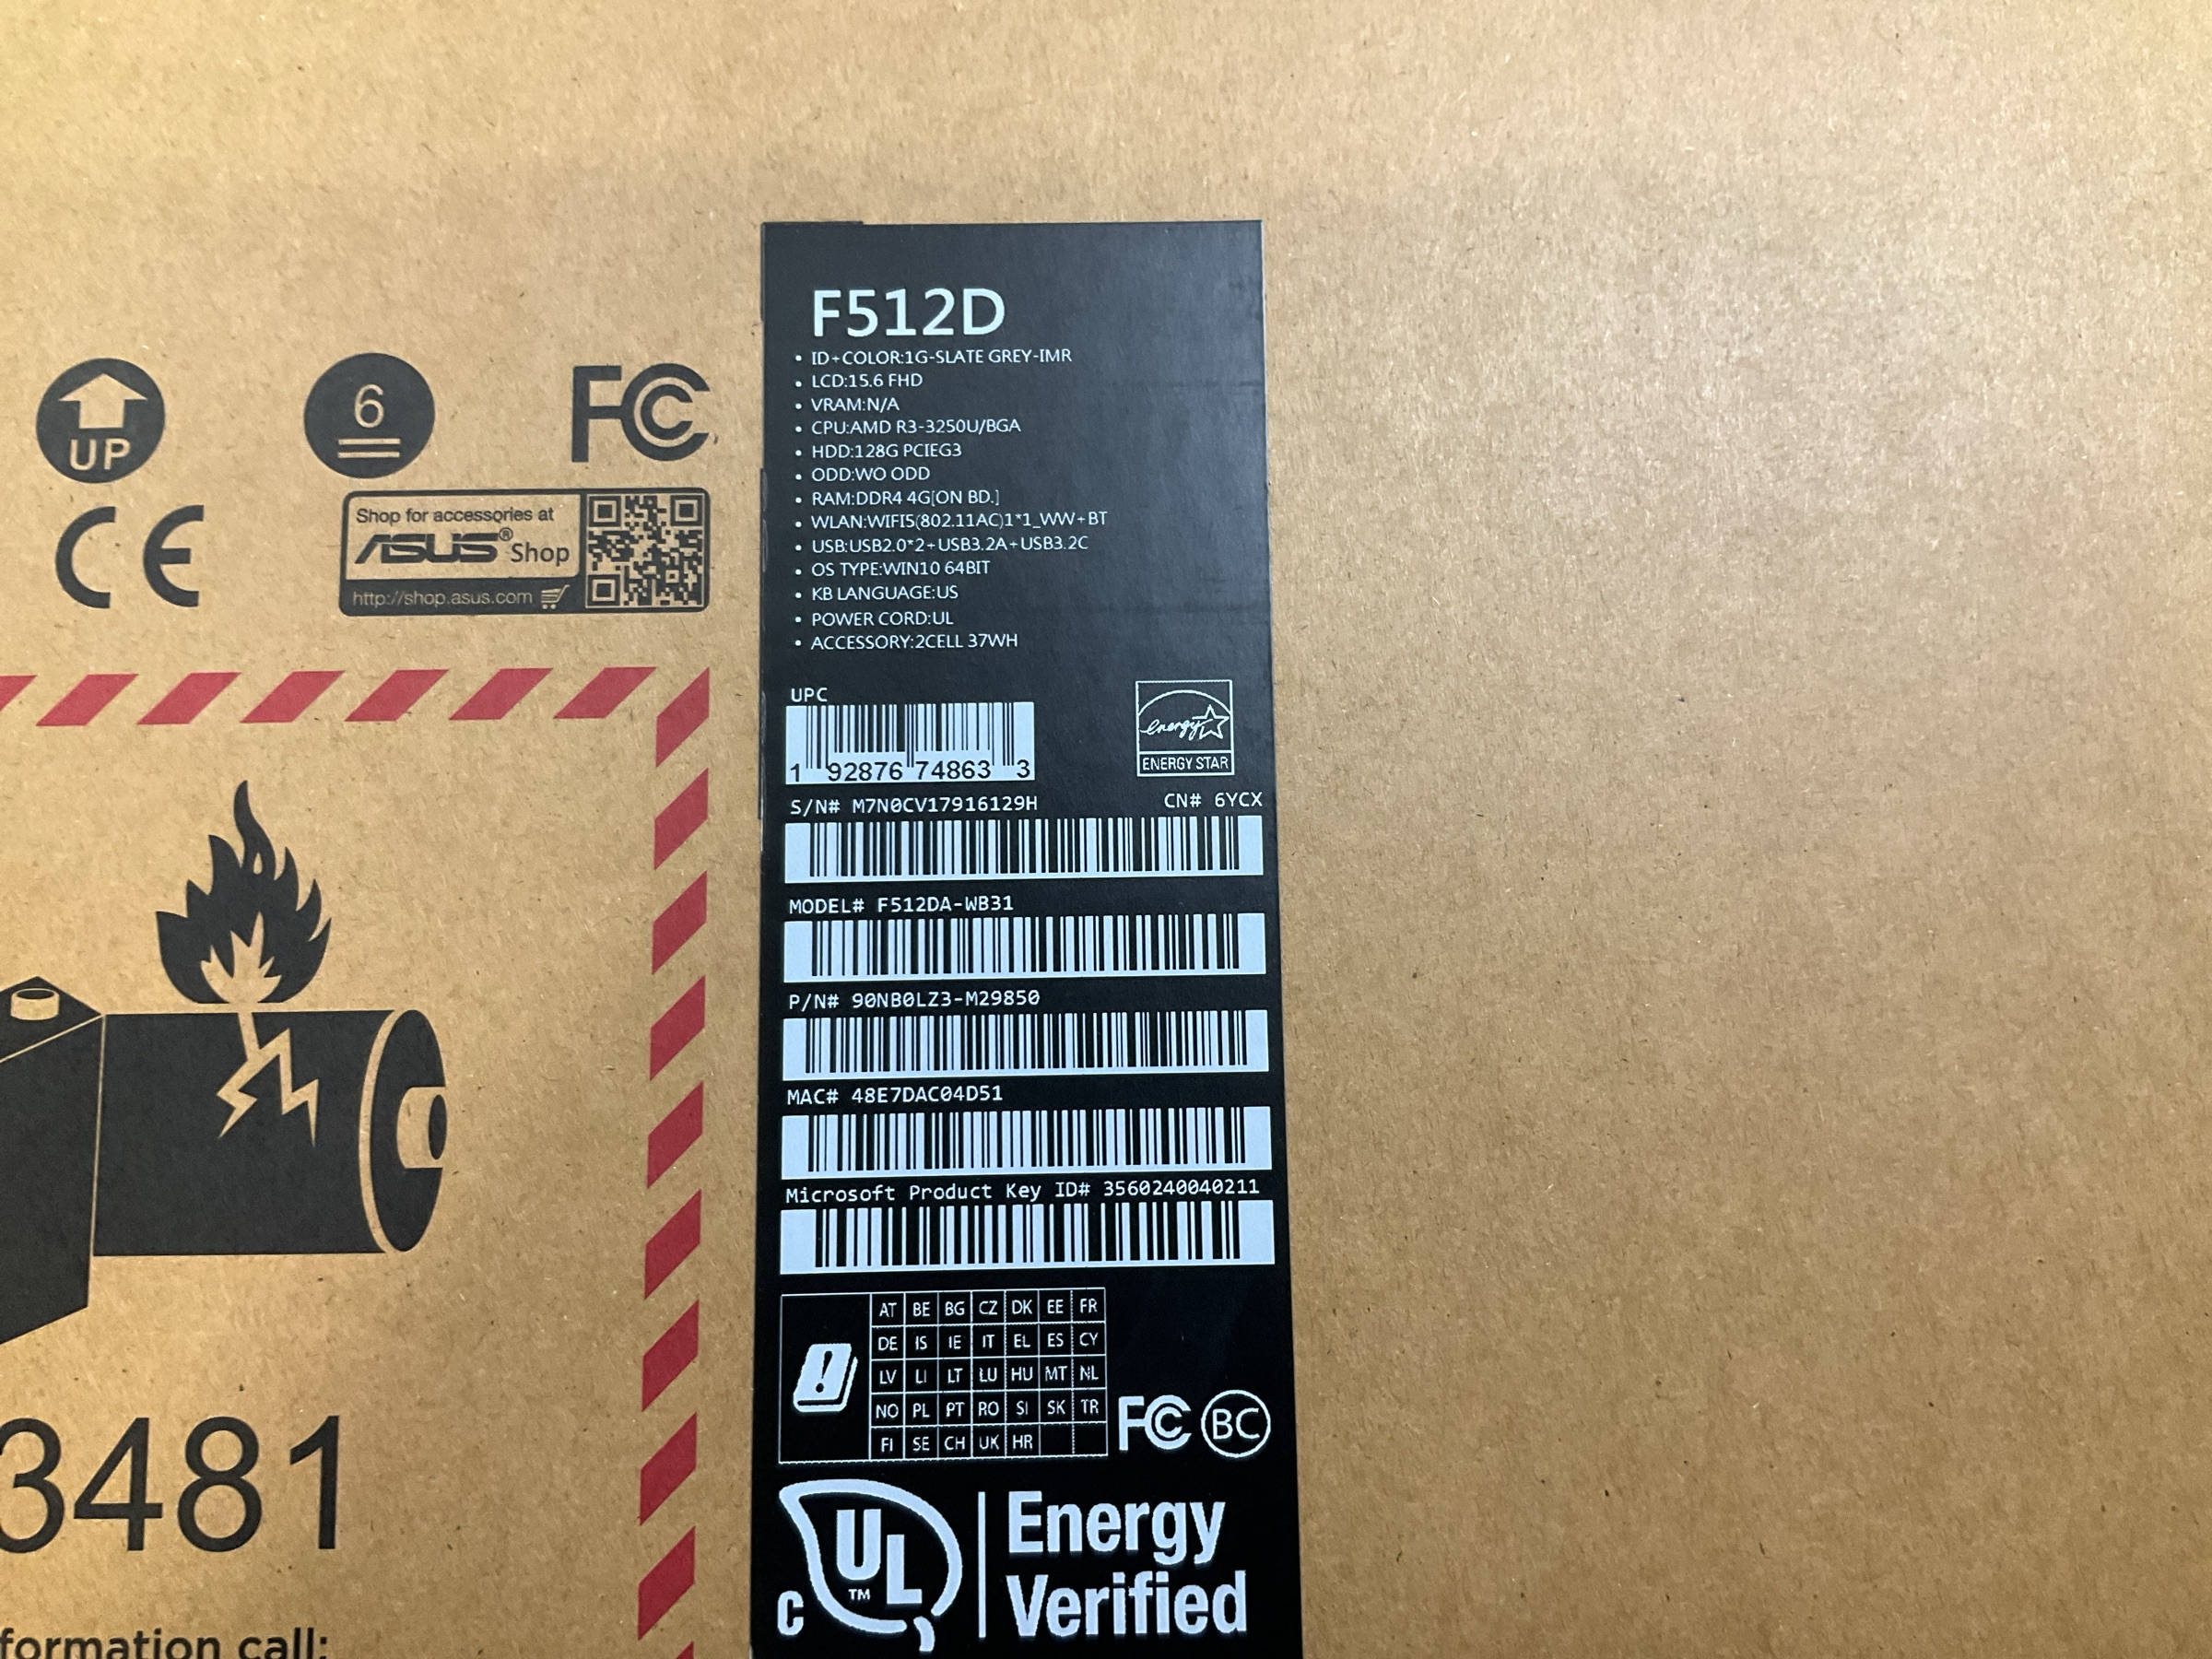 F512D
• ID+COLOR:1G-SLATE GREY-IMR
• LCD:15.6 FHD
• VRAM:N/A
• CPU:AMD R3-3250U/BGA
• HDD:128G PCIEG3
• ODD:WO ODD
• RAM:DDR4 4G[ON BD.]
• WLAN:WIFI5(802.11AC)1*1_WW+BT
• USB:USB2.0*2+USB3.2A+USB3.2C
• OS TYPE:WIN10 64BIT
• KB LANGUAGE:US
• POWER CORD:UL
• ACCESSORY:2CELL 37WH
UPC
1 92876 74863 3
energy
ENERGY STAR
S/N# M7N0CV17916129H CN# 6YCX
MODEL# F512DA-WB31
P/N# 90NB0LZ3-M29850
MAC# 48E7DAC04D51
Microsoft Product Key ID# 3560240040211
AT BE BG CZ DK EE FR
DE IS IE IT EL ES CY
LV LI LT LU HU MT NL
NO PL PT RO SI SK TR
FI SE CH UK HR
FC BC
C UL ™
Energy
Verified
UP
6
FC
CE
Shop for accessories at
ASUS® Shop
http://shop.asus.com
3481
formation call: